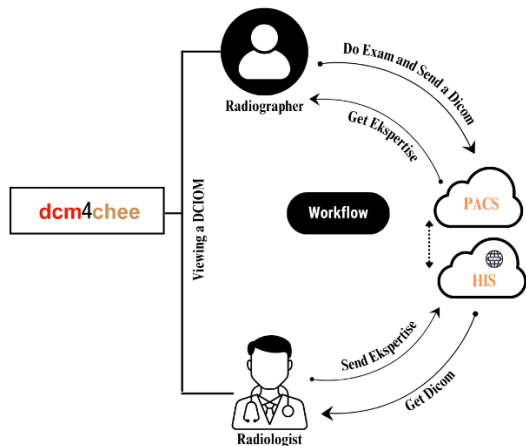 Do Exam and Send a Dicom
Radiographer
Get Ekspertise
PACS
dcm4chee
Viewing a DCIOM
Workflow
HIS
Send Ekspertise
Get Dicom
Radiologist